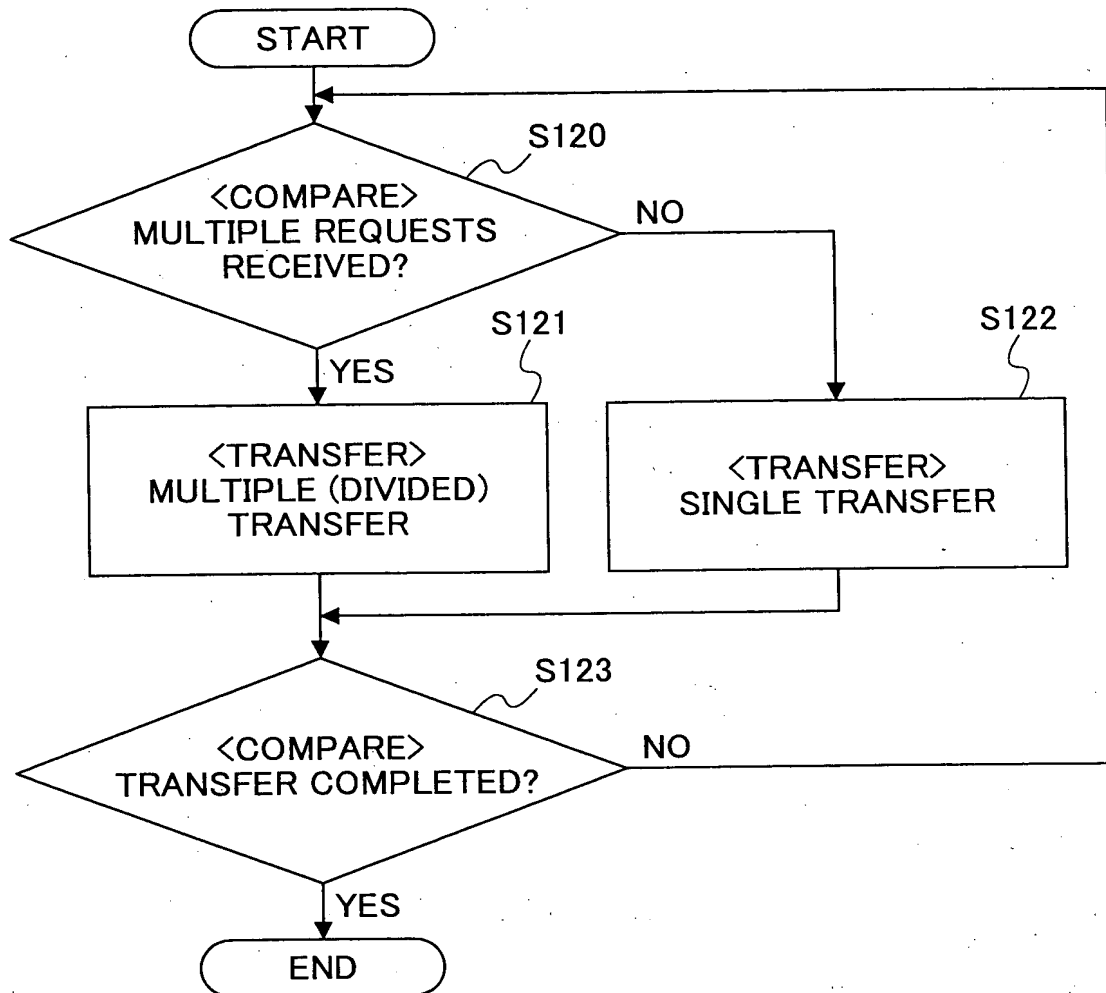 START
S120
<COMPARE>
MULTIPLE REQUESTS
RECEIVED?
NO
YES
S121
S122
<TRANSFER>
MULTIPLE (DIVIDED)
TRANSFER
<TRANSFER>
SINGLE TRANSFER
S123
<COMPARE>
TRANSFER COMPLETED?
NO
YES
END